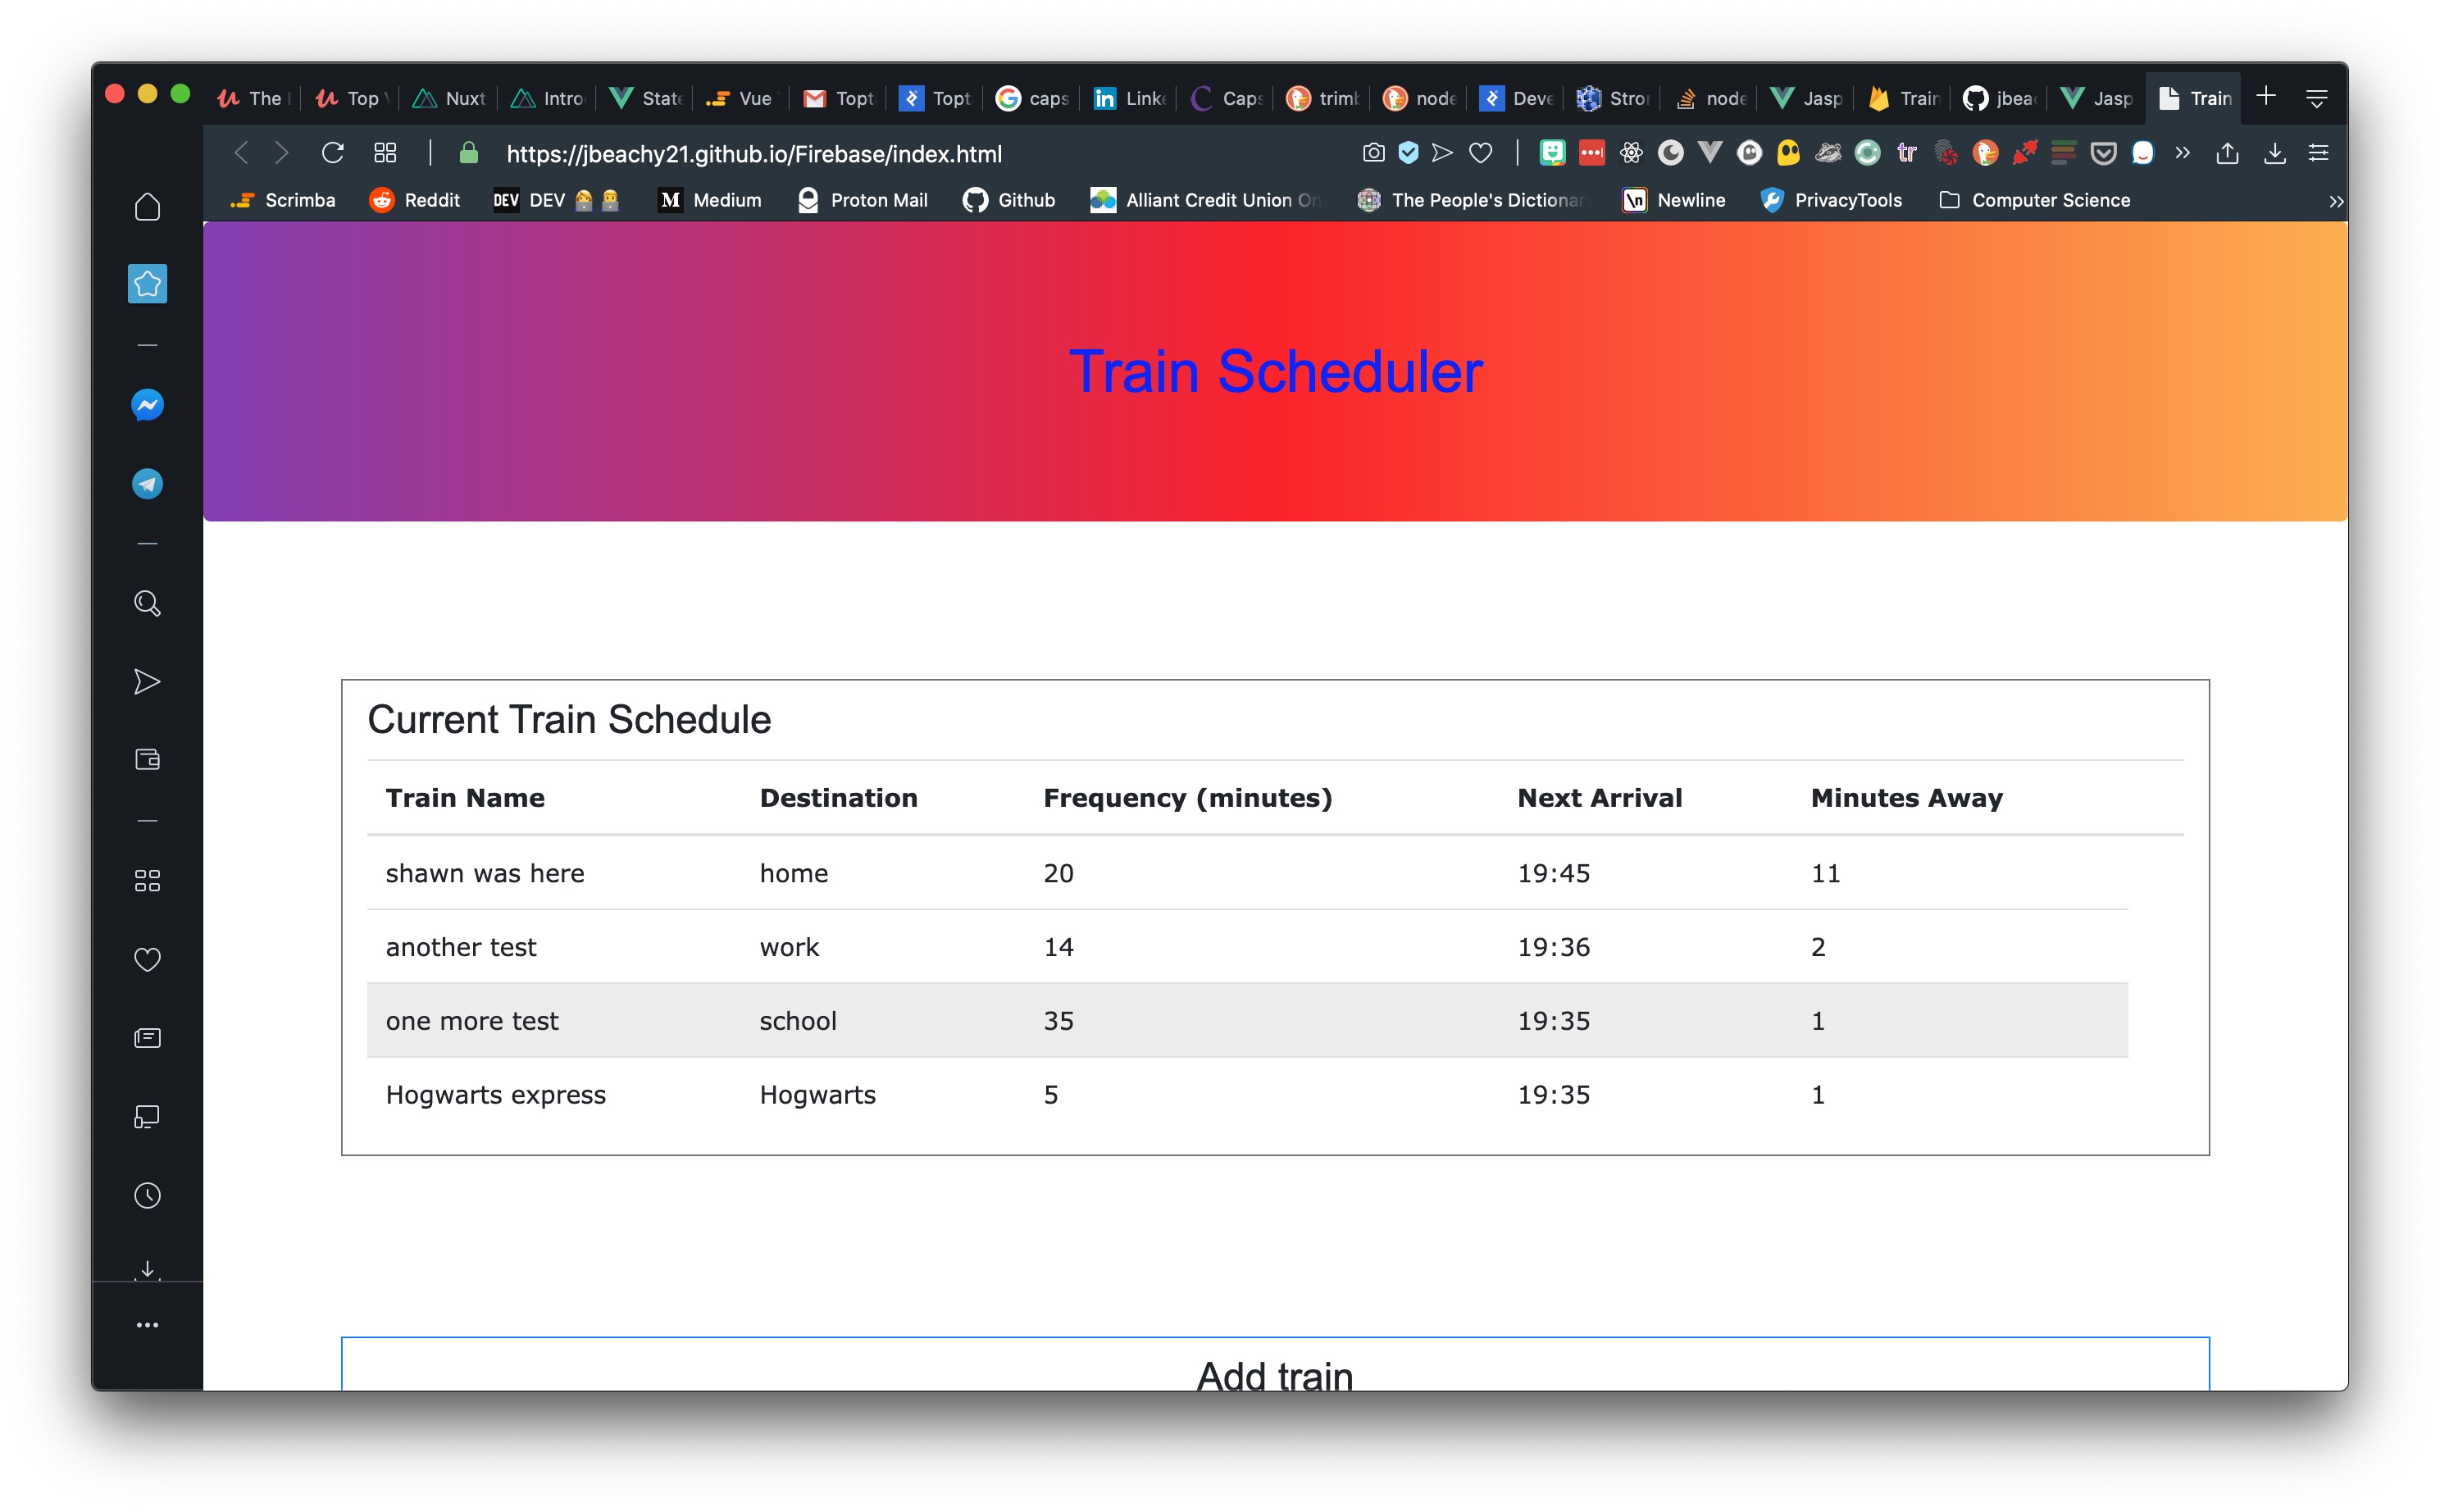 The Top Nuxt Intro State Vue Topt Topt caps Linke Caps trim node Deve Stron node Jasp Train jbea Jasp Train
https://jbeachy21.github.io/Firebase/index.html
Scrimba Reddit DEV DEV M Medium Proton Mail Github Alliant Credit Union On The People's Dictionar \n Newline PrivacyTools Computer Science
Train Scheduler
Current Train Schedule
Train Name Destination Frequency (minutes) Next Arrival Minutes Away
shawn was here home 20 19:45 11
another test work 14 19:36 2
one more test school 35 19:35 1
Hogwarts express Hogwarts 5 19:35 1
Add train